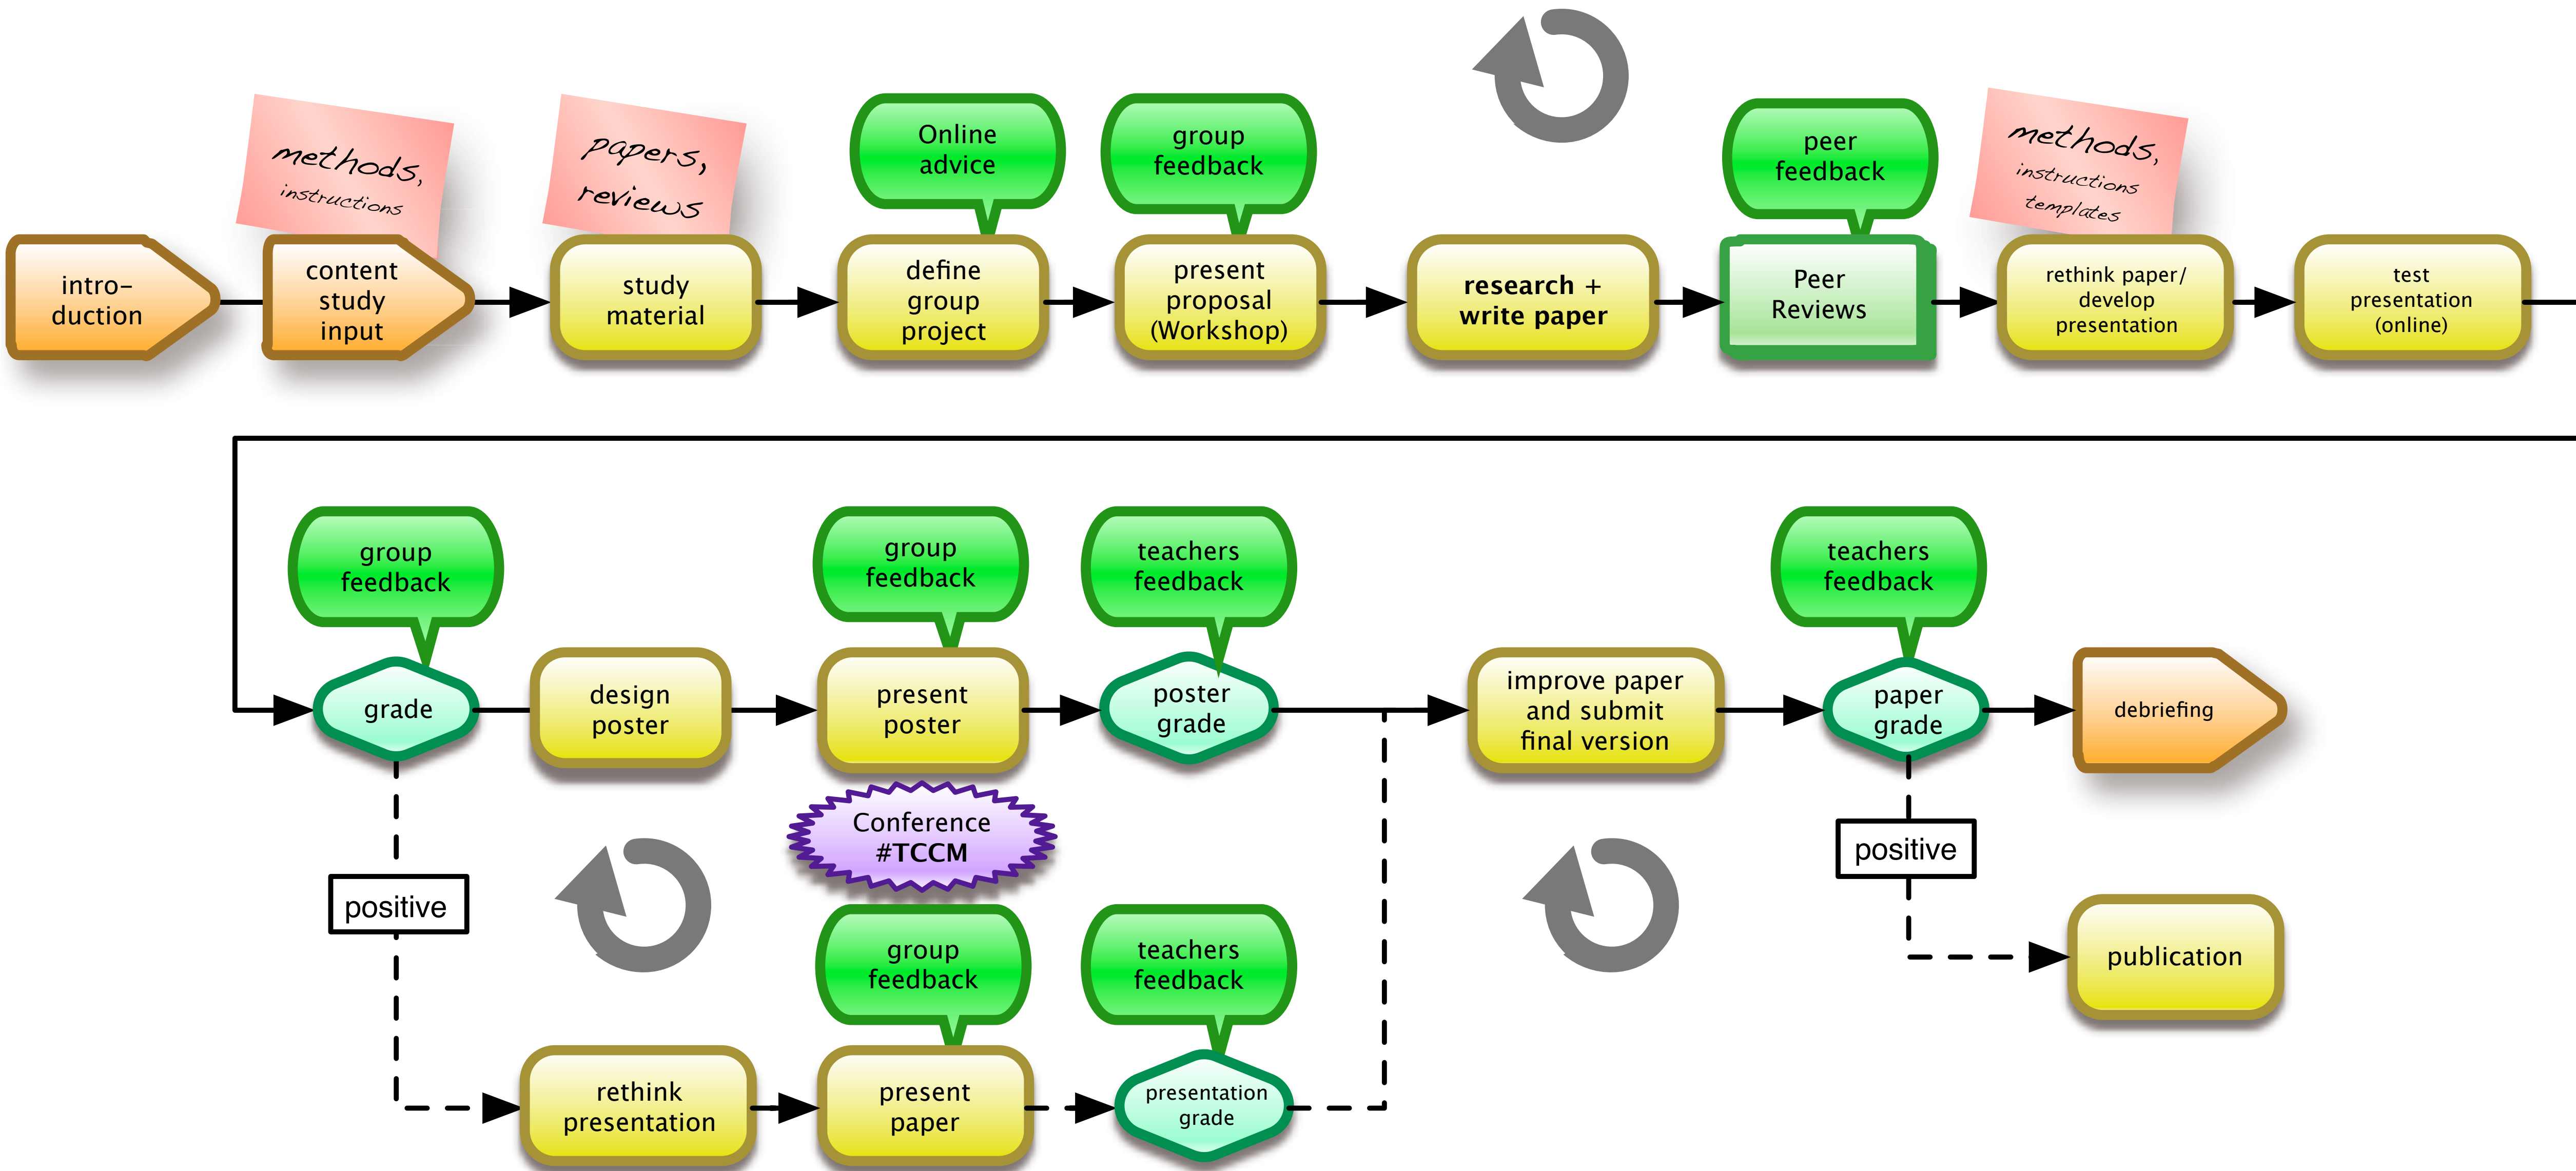 methods,
instructions
papers,
reviews
Online
advice
group
feedback
peer
feedback
methods,
instructions
templates
intro-
duction
content
study
input
study
material
define
group
project
present
proposal
(Workshop)
research +
write paper
Peer
Reviews
rethink paper/
develop
presentation
test
presentation
(online)
group
feedback
group
feedback
teachers
feedback
teachers
feedback
grade
design
poster
present
poster
poster
grade
improve paper
and submit
final version
paper
grade
debriefing
Conference
#TCCM
positive
positive
group
feedback
teachers
feedback
publication
rethink
presentation
present
paper
presentation
grade